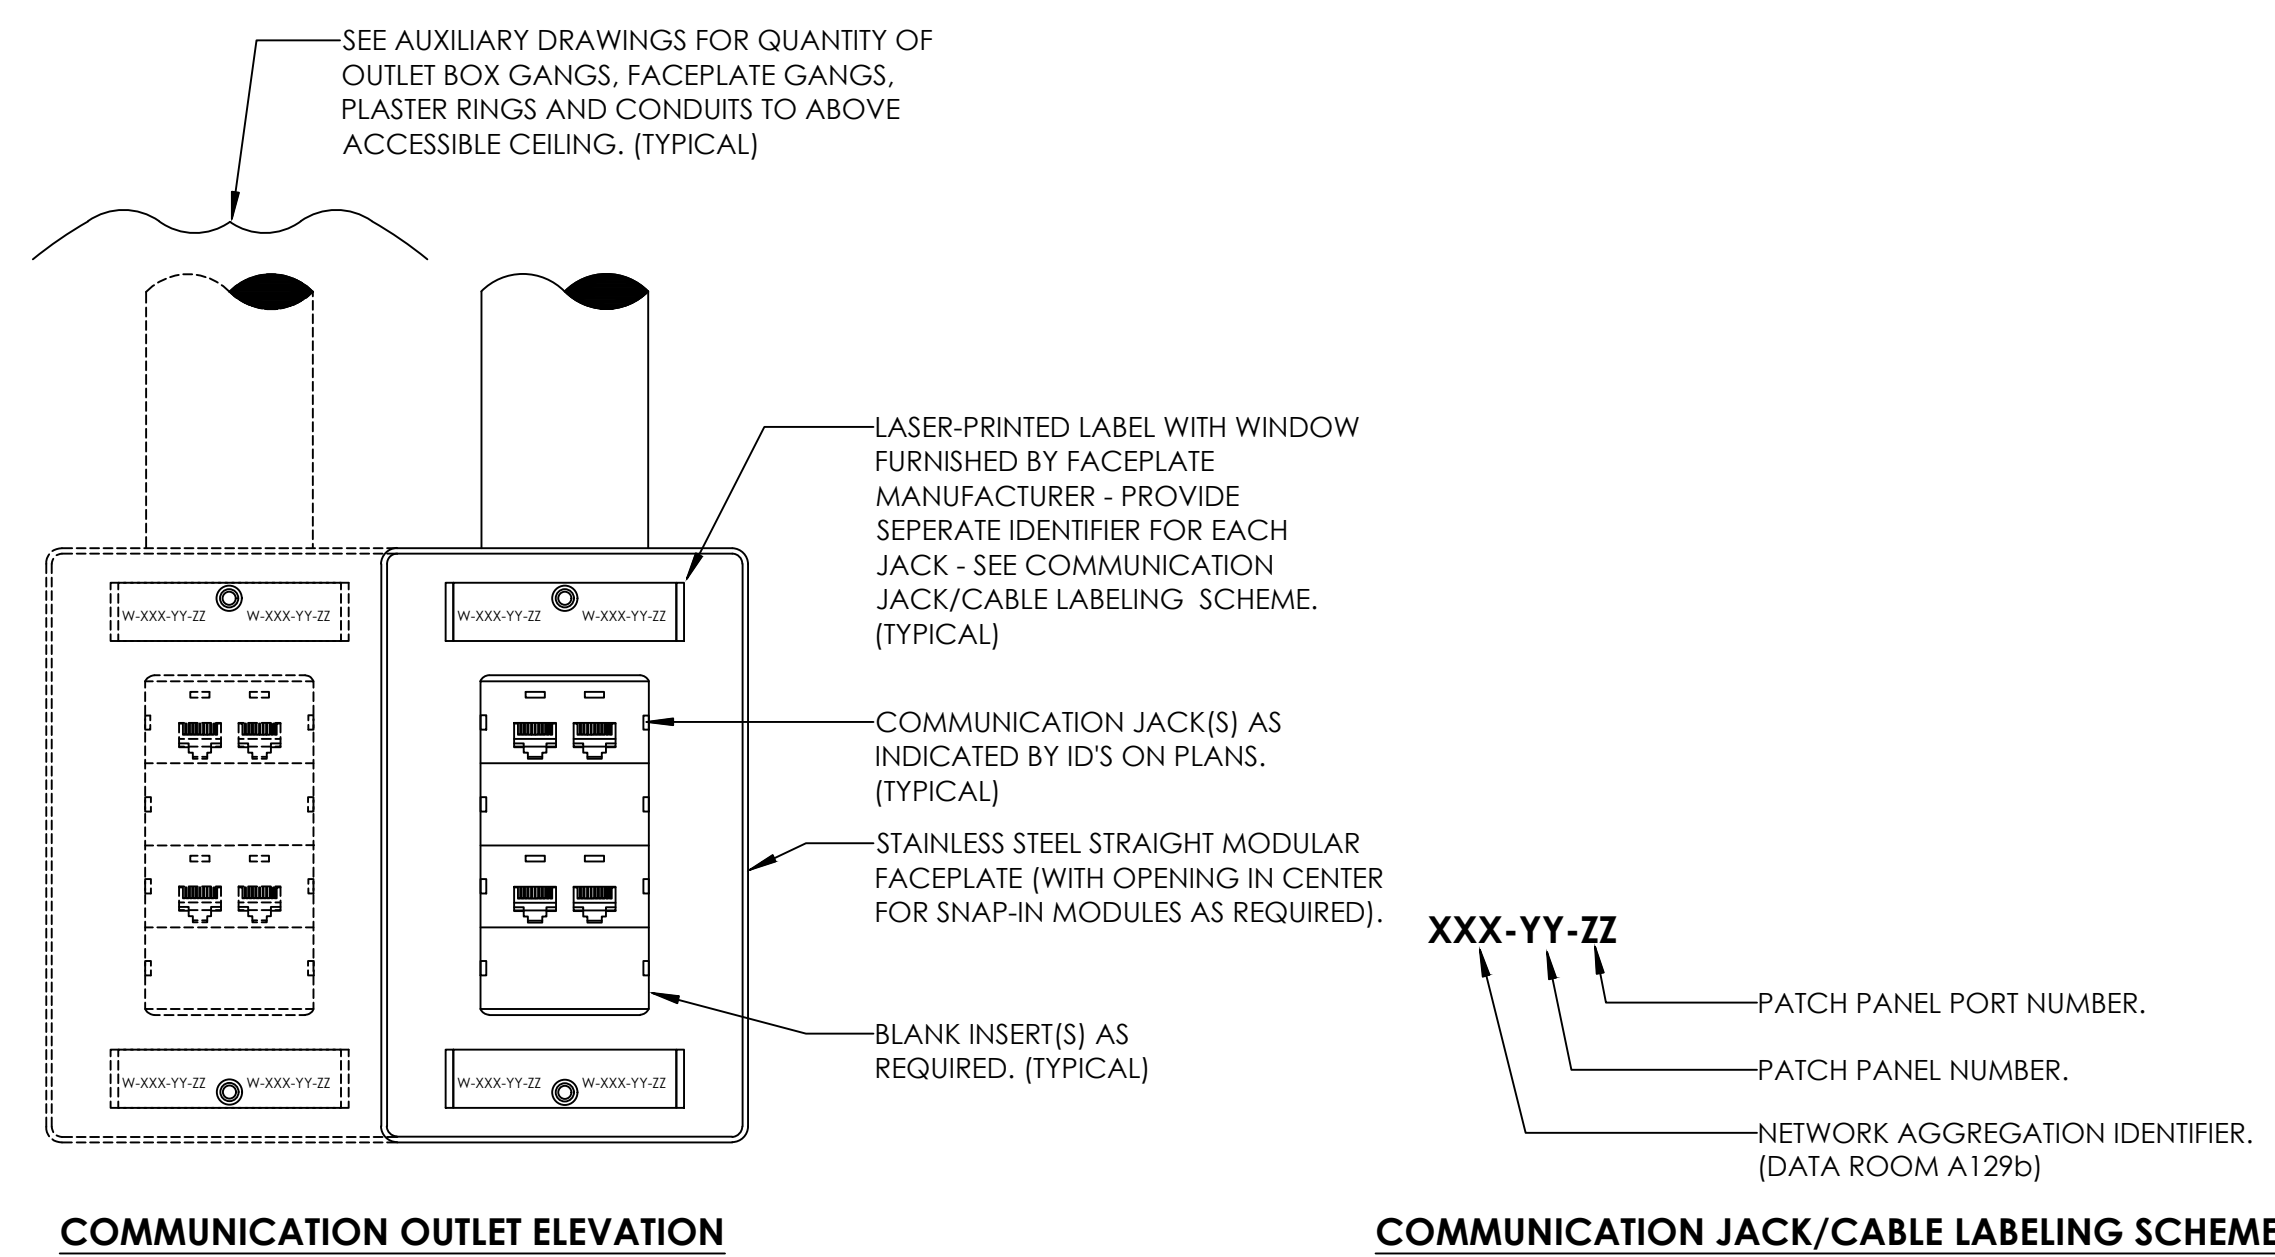 SEE AUXILIARY DRAWINGS FOR QUANTITY OF
OUTLET BOX GANGS, FACEPLATE GANGS,
PLASTER RINGS AND CONDUITS TO ABOVE
ACCESSIBLE CEILING. (TYPICAL)
LASER-PRINTED LABEL WITH WINDOW
FURNISHED BY FACEPLATE
MANUFACTURER - PROVIDE
SEPERATE IDENTIFIER FOR EACH
JACK - SEE COMMUNICATION
JACK/CABLE LABELING SCHEME.
(TYPICAL)
W-XXX-YY-ZZ W-XXX-YY-ZZ
W-XXX-YY-ZZ W-XXX-YY-ZZ
COMMUNICATION JACK(S) AS
INDICATED BY ID'S ON PLANS.
(TYPICAL)
STAINLESS STEEL STRAIGHT MODULAR
FACEPLATE (WITH OPENING IN CENTER
FOR SNAP-IN MODULES AS REQUIRED).
BLANK INSERT(S) AS
REQUIRED. (TYPICAL)
W-XXX-YY-ZZ W-XXX-YY-ZZ
W-XXX-YY-ZZ W-XXX-YY-ZZ
COMMUNICATION OUTLET ELEVATION
XXX-YY-ZZ
PATCH PANEL PORT NUMBER.
PATCH PANEL NUMBER.
NETWORK AGGREGATION IDENTIFIER.
(DATA ROOM A129b)
COMMUNICATION JACK/CABLE LABELING SCHEME